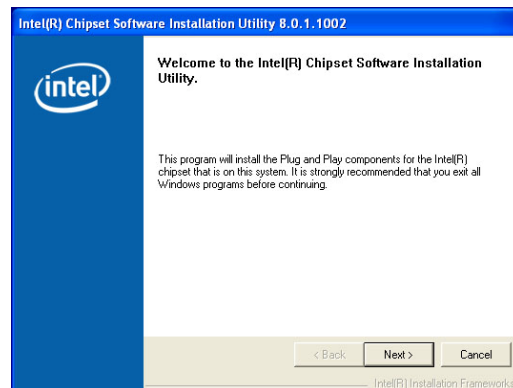 Intel(R) Chipset Software Installation Utility 8.0.1.1002
intel
Welcome to the Intel(R) Chipset Software Installation
Utility.
This program will install the Plug and Play components for the Intel(R)
chipset that is on this system. It is strongly recommended that you exit all
Windows programs before continuing.
< Back
Next >
Cancel
Intel(R) Installation Frameworks